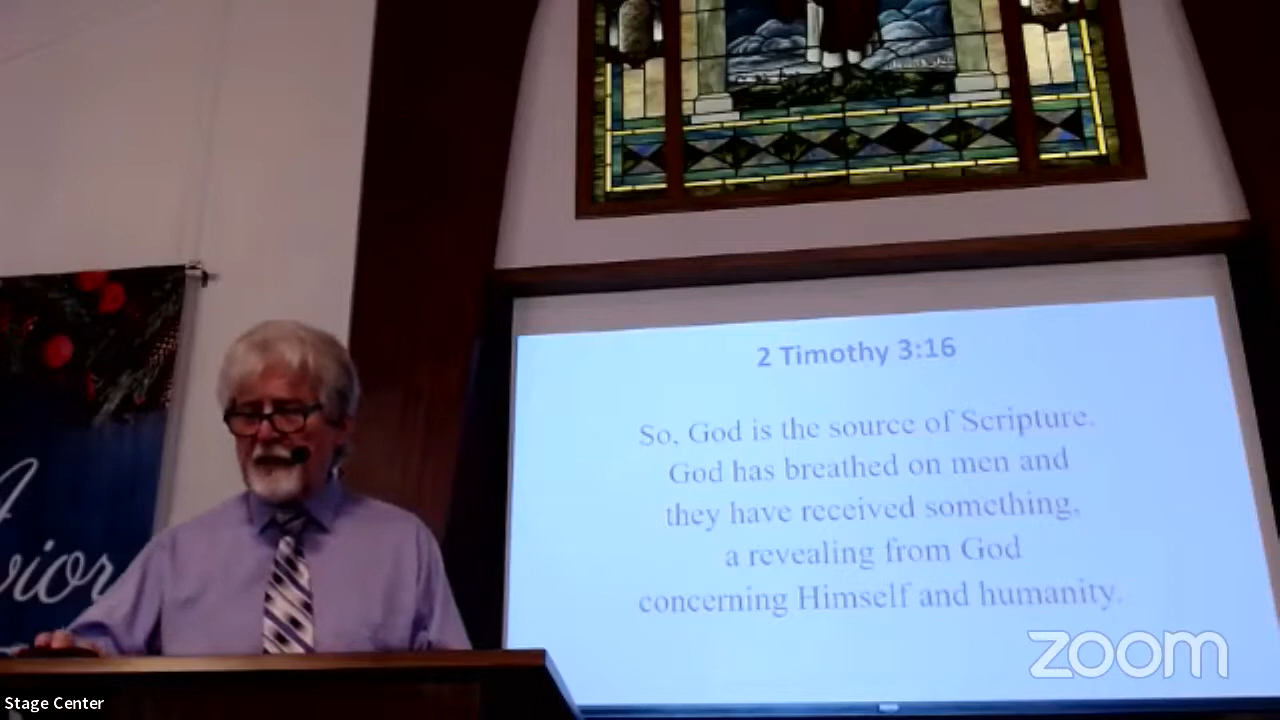 2 Timothy 3:16
So, God is the source of Scripture.
God has breathed on men and
they have received something,
a revealing from God
concerning Himself and humanity.
zoom
Stage Center